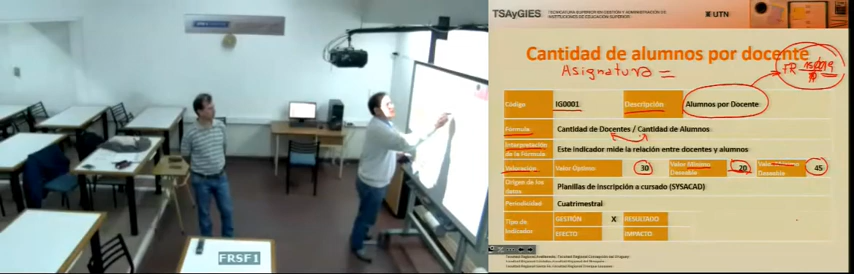 TSAyGIES
TECNICATURA SUPERIOR EN GESTIÓN Y ADMINISTRACIÓN DE
INSTITUCIONES DE EDUCACIÓN SUPERIOR
UTN
Cantidad de alumnos por docente
Asignatura =
FR
Código
IG0001
Descripción
Alumnos por Docente
Fórmula
Cantidad de Docentes / Cantidad de Alumnos
Interpretación de la Fórmula
Este indicador mide la relación entre docentes y alumnos
Valoración
Valor Óptimo
30
Valor Mínimo Deseable
20
Deseable
45
Origen de los datos
Planillas de inscripción a cursado (SYSACAD)
Periodicidad
Cuatrimestral
Tipo de Indicador
GESTIÓN
X
RESULTADO
EFECTO
IMPACTO
FRSF1